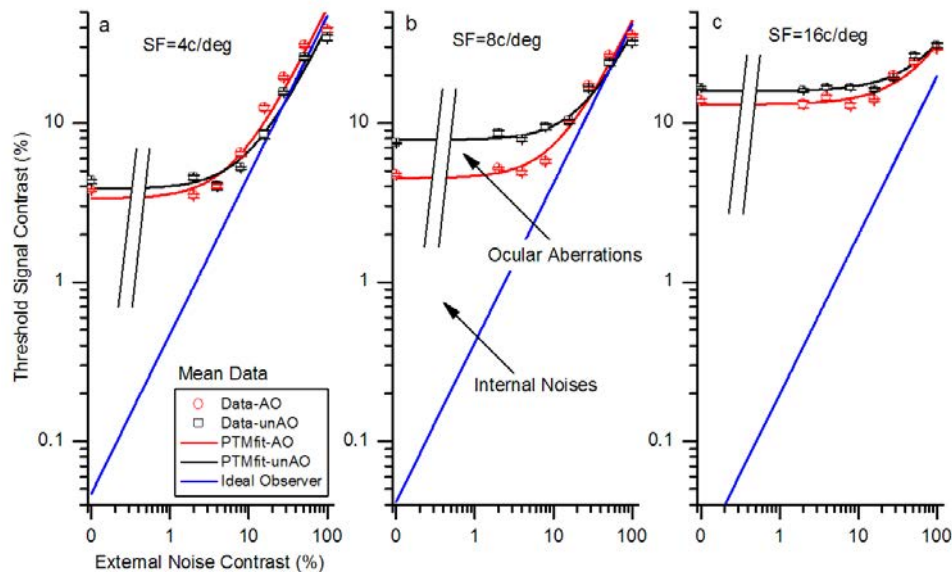 a
SF=4c/deg
b
SF=8c/deg
c
SF=16c/deg
Threshold Signal Contrast (%)
10
1
0.1
Ocular Aberrations
Internal Noises
Mean Data
Data-AO
Data-unAO
PTMfit-AO
PTMfit-unAO
Ideal Observer
0 1 10 100 0 1 10 100 0 1 10 100
External Noise Contrast (%)